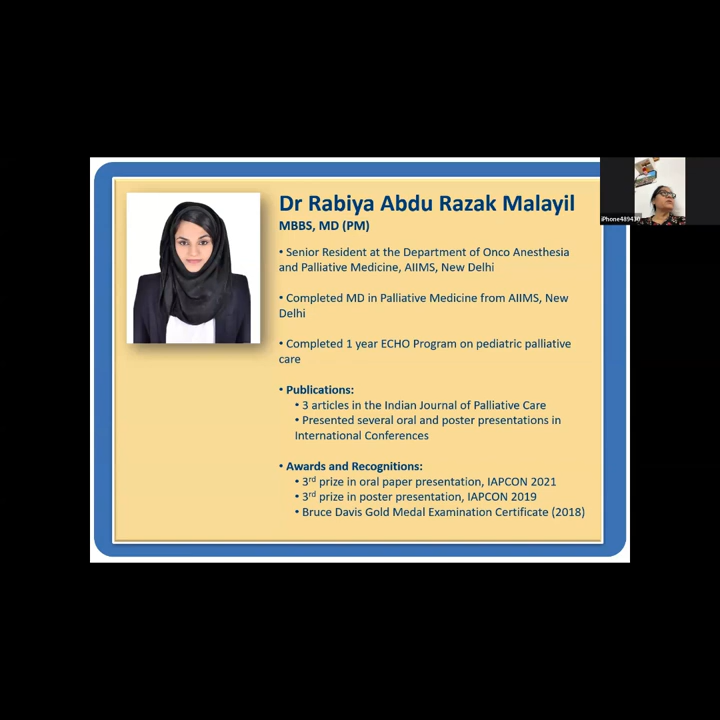 Dr Rabiya Abdu Razak Malayil
MBBS, MD (PM)
• Senior Resident at the Department of Onco Anesthesia
and Palliative Medicine, AIIMS, New Delhi
• Completed MD in Palliative Medicine from AIIMS, New
Delhi
• Completed 1 year ECHO Program on pediatric palliative
care
• Publications:
• 3 articles in the Indian Journal of Palliative Care
• Presented several oral and poster presentations in
International Conferences
• Awards and Recognitions:
• 3rd prize in oral paper presentation, IAPCON 2021
• 3rd prize in poster presentation, IAPCON 2019
• Bruce Davis Gold Medal Examination Certificate (2018)
iPhone489430